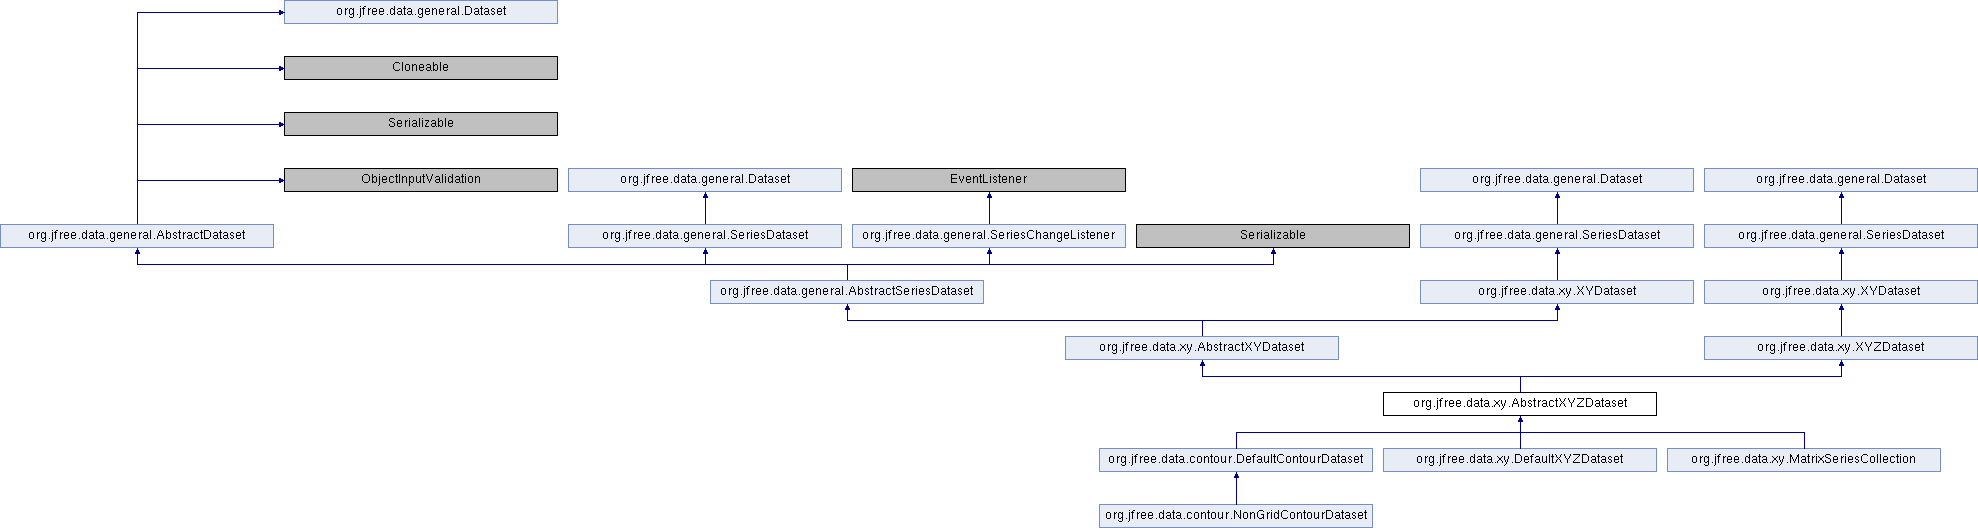 org.jfree.data.general.Dataset
Cloneable
Serializable
ObjectInputValidation
org.jfree.data.general.Dataset
EventListener
org.jfree.data.general.Dataset
org.jfree.data.general.Dataset
org.jfree.data.general.AbstractDataset
org.jfree.data.general.SeriesDataset
org.jfree.data.general.SeriesChangeListener
Serializable
org.jfree.data.general.SeriesDataset
org.jfree.data.general.SeriesDataset
org.jfree.data.general.AbstractSeriesDataset
org.jfree.data.xy.XYDataset
org.jfree.data.xy.XYDataset
org.jfree.data.xy.AbstractXYDataset
org.jfree.data.xy.XYZDataset
org.jfree.data.xy.AbstractXYZDataset
org.jfree.data.contour.DefaultContourDataset
org.jfree.data.xy.DefaultXYZDataset
org.jfree.data.xy.MatrixSeriesCollection
org.jfree.data.contour.NonGridContourDataset